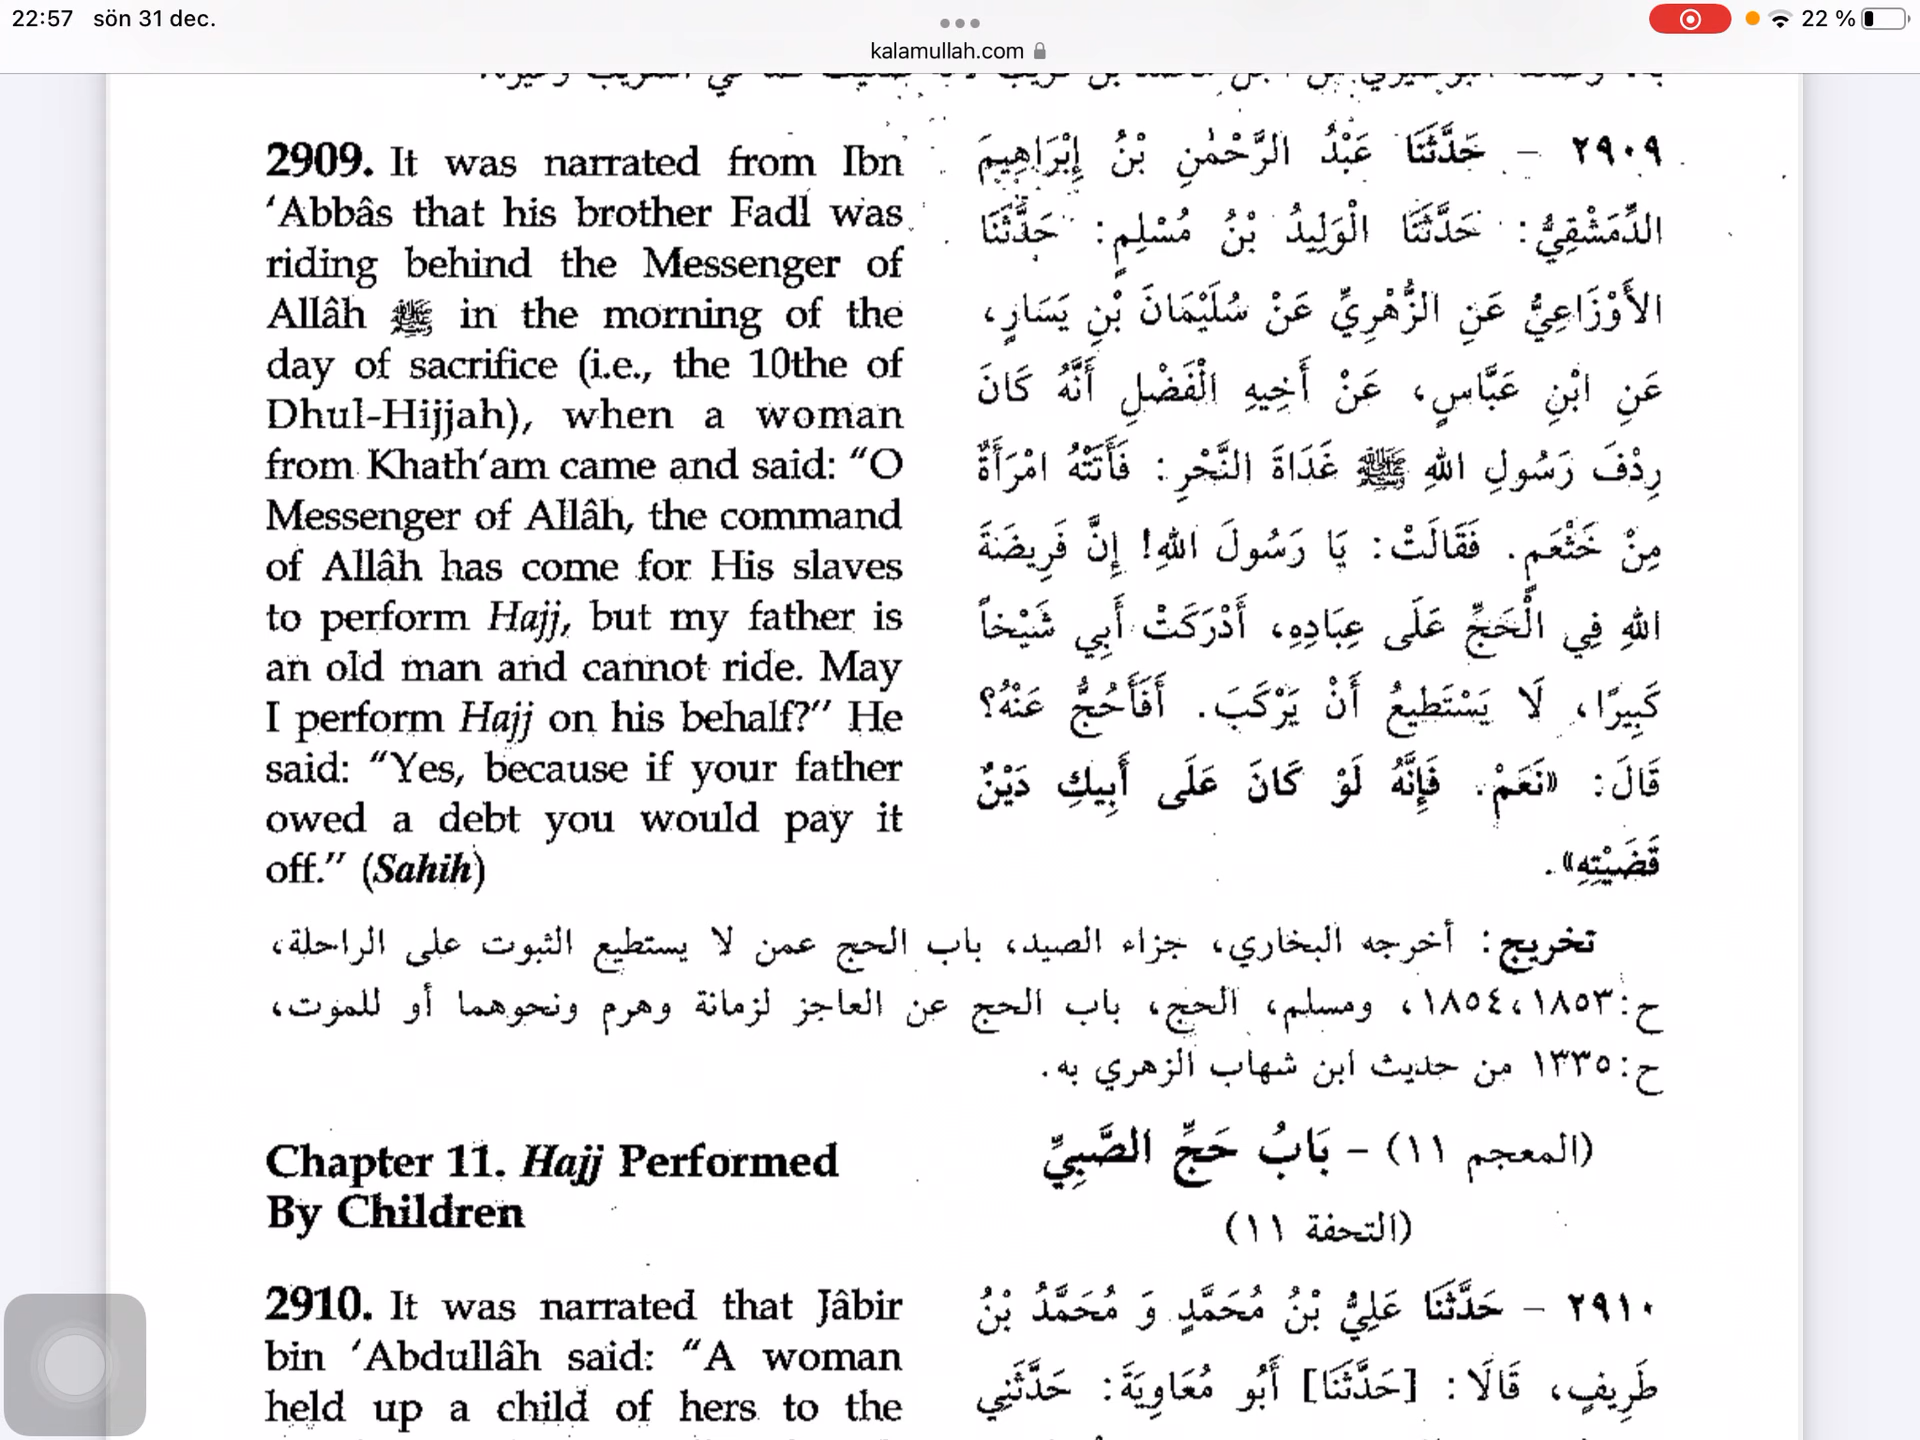 22:57 sön 31 dec.
22 %
kalamullah.com
2909. It was narrated from Ibn
‘Abbâs that his brother Fadl was
riding behind the Messenger of
Allâh ﷺ in the morning of the
day of sacrifice (i.e., the 10the of
Dhul-Hijjah), when a woman
from Khath‘am came and said: “O
Messenger of Allâh, the command
of Allâh has come for His slaves
to perform Hajj, but my father is
an old man and cannot ride. May
I perform Hajj on his behalf?” He
said: “Yes, because if your father
owed a debt you would pay it
off.” (Sahih)
٢٩٠٩ - حَدَّثَنَا عَبْدُ الرَّحْمٰنِ بْنُ إِبْرَاهِيمَ
الدِّمَشْقِيُّ: حَدَّثَنَا الْوَلِيدُ بْنُ مُسْلِمٍ: حَدَّثَنَا
الأَوْزَاعِيُّ عَنِ الزُّهْرِيِّ عَنْ سُلَيْمَانَ بْنِ يَسَارٍ،
عَنِ ابْنِ عَبَّاسٍ، عَنْ أَخِيهِ الْفَضْلِ أَنَّهُ كَانَ
رِدْفَ رَسُولِ اللهِ ﷺ غَدَاةَ النَّحْرِ: فَأَتَتْهُ امْرَأَةٌ
مِنْ خَثْعَمٍ. فَقَالَتْ: يَا رَسُولَ اللهِ! إِنَّ فَرِيضَةَ
اللهِ فِي الْحَجِّ عَلَى عِبَادِهِ، أَدْرَكَتْ أَبِي شَيْخاً
كَبِيرًا، لَا يَسْتَطِيعُ أَنْ يَرْكَبَ. أَفَأَحُجُّ عَنْهُ؟
قَالَ: «نَعَمْ. فَإِنَّهُ لَوْ كَانَ عَلَى أَبِيكِ دَيْنٌ
قَضَيْتِهِ».
تخريج: أخرجه البخاري، جزاء الصيد، باب الحج عمن لا يستطيع الثبوت على الراحلة،
ح:١٨٥٣،١٨٥٤، ومسلم، الحج، باب الحج عن العاجز لزمانة وهرم ونحوهما أو للموت،
ح:١٣٣٥ من حديث ابن شهاب الزهري به.
Chapter 11. Hajj Performed
By Children
(المعجم ١١) - بَابُ حَجِّ الصَّبِيِّ
(التحفة ١١)
2910. It was narrated that Jâbir
bin ‘Abdullâh said: “A woman
held up a child of hers to the
٢٩١٠ - حَدَّثَنَا عَلِيُّ بْنُ مُحَمَّدٍ وَ مُحَمَّدُ بْنُ
طَرِيفٍ، قَالَا: [حَدَّثَنَا] أَبُو مُعَاوِيَةَ: حَدَّثَنِي